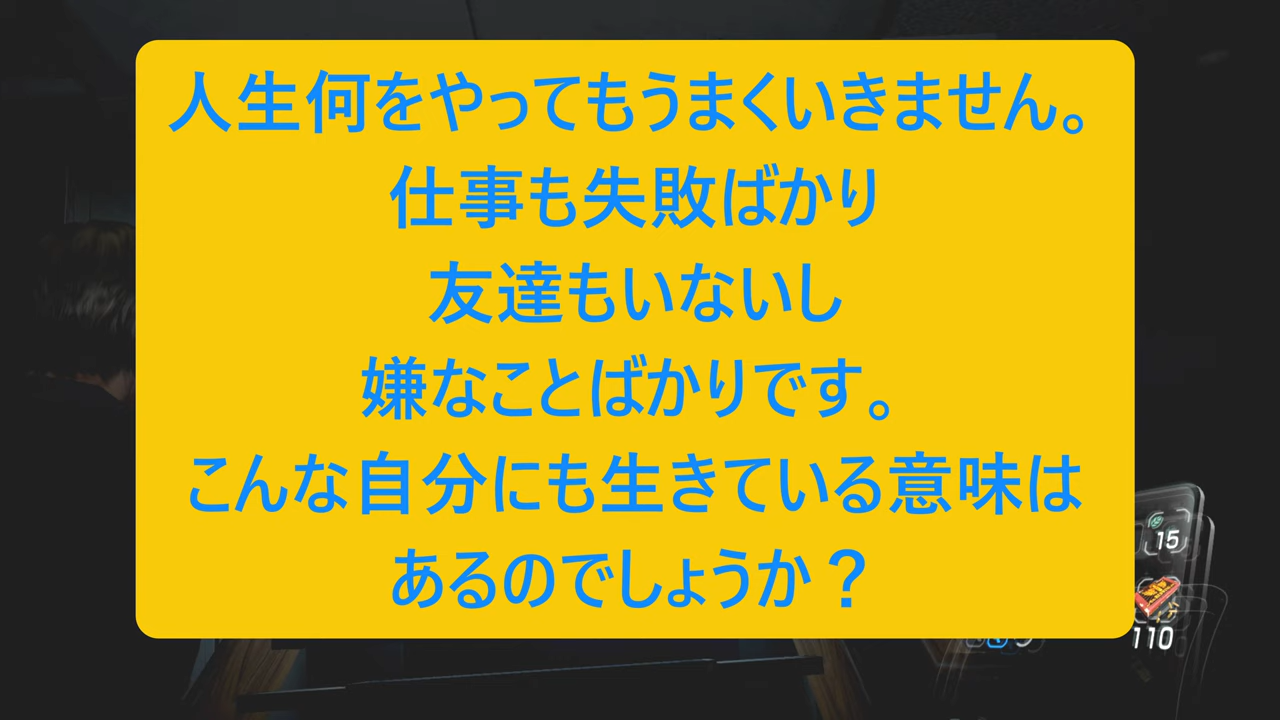 人生何をやってもうまくいきません。
仕事も失敗ばかり
友達もいないし
嫌なことばかりです。
こんな自分にも生きている意味は
あるのでしょうか？
15
110